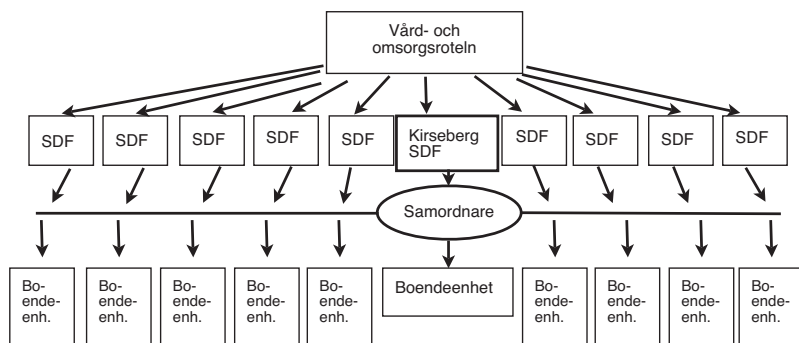 Vård- och
omsorgsroteln
SDF
SDF
SDF
SDF
SDF
Kirseberg
SDF
SDF
SDF
SDF
SDF
Samordnare
Bo-
ende-
enh.
Bo-
ende-
enh.
Bo-
ende-
enh.
Bo-
ende-
enh.
Bo-
ende-
enh.
Boendeenhet
Bo-
ende-
enh.
Bo-
ende-
enh.
Bo-
ende-
enh.
Bo-
ende-
enh.